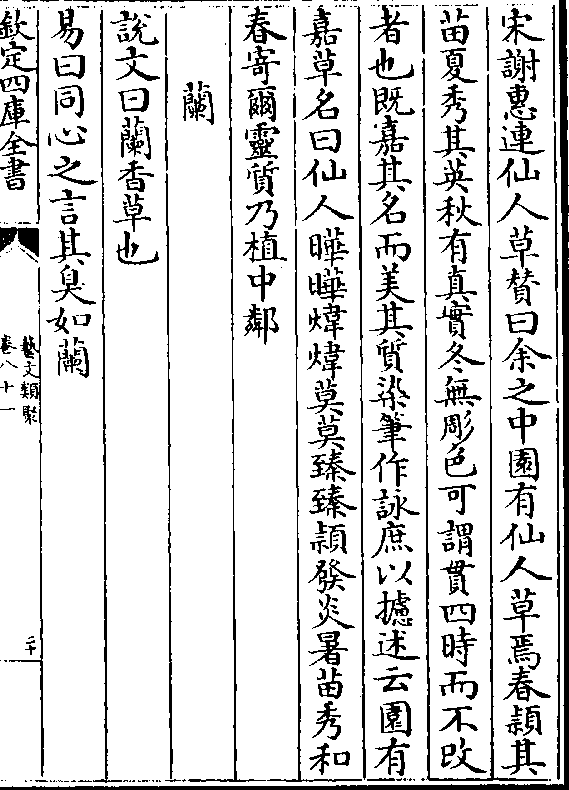 宋謝惠連仙人草賛曰余之中園有仙人草焉春頴其
苗夏秀其英秋有真實冬無彫色可謂貫四時而不改
者也既嘉其名而美其質染筆作詠庶以攄述云園有
嘉草名曰仙人曄曄煒煒莫莫臻臻頴發炎暑苗秀和
春寄爾靈質乃植中鄰
蘭
說文曰蘭香草也
易曰同心之言其臭如蘭
欽定四庫全書
藝文類聚
卷八十一
二十